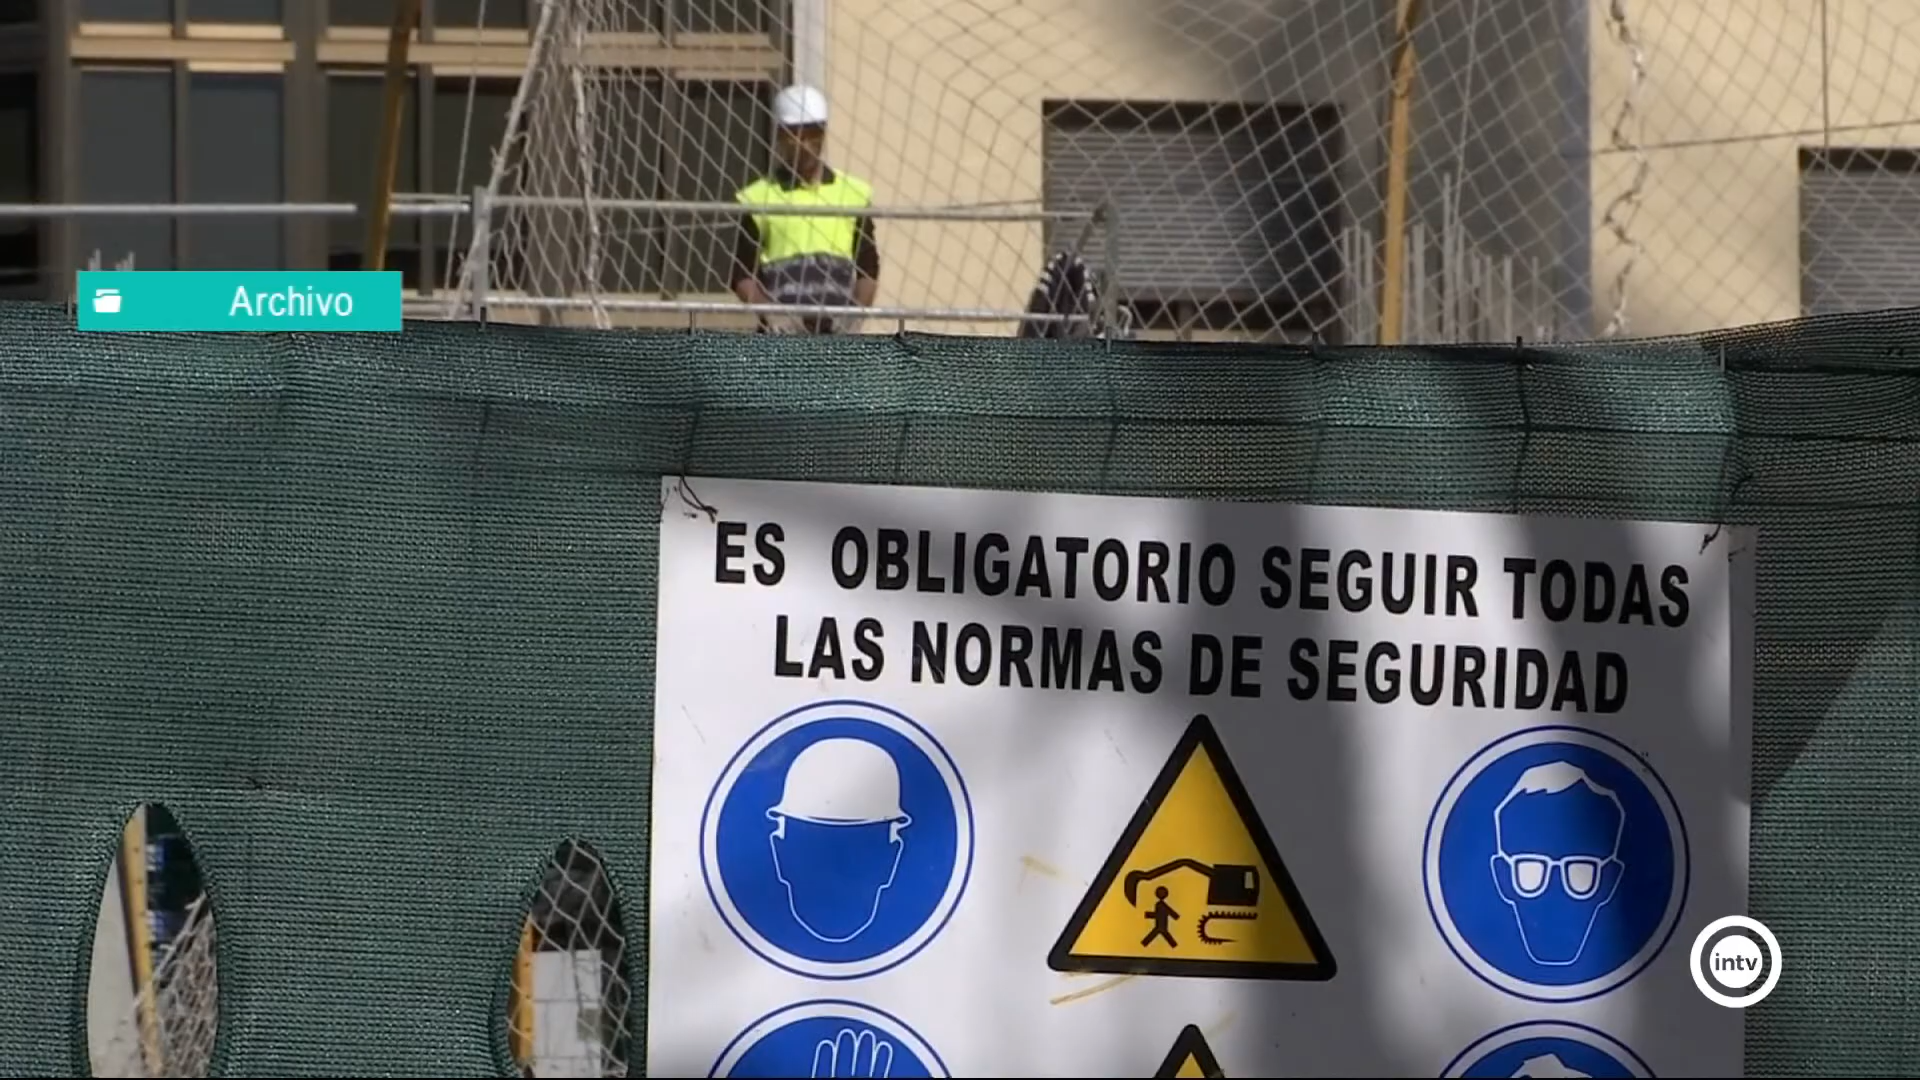 Archivo
ES OBLIGATORIO SEGUIR TODAS
LAS NORMAS DE SEGURIDAD
intv